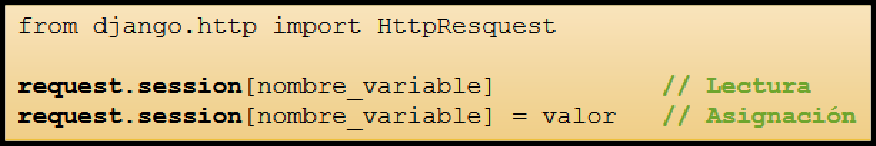 from django.http import HttpResquest
request.session[nombre_variable] // Lectura
request.session[nombre_variable] = valor // Asignación